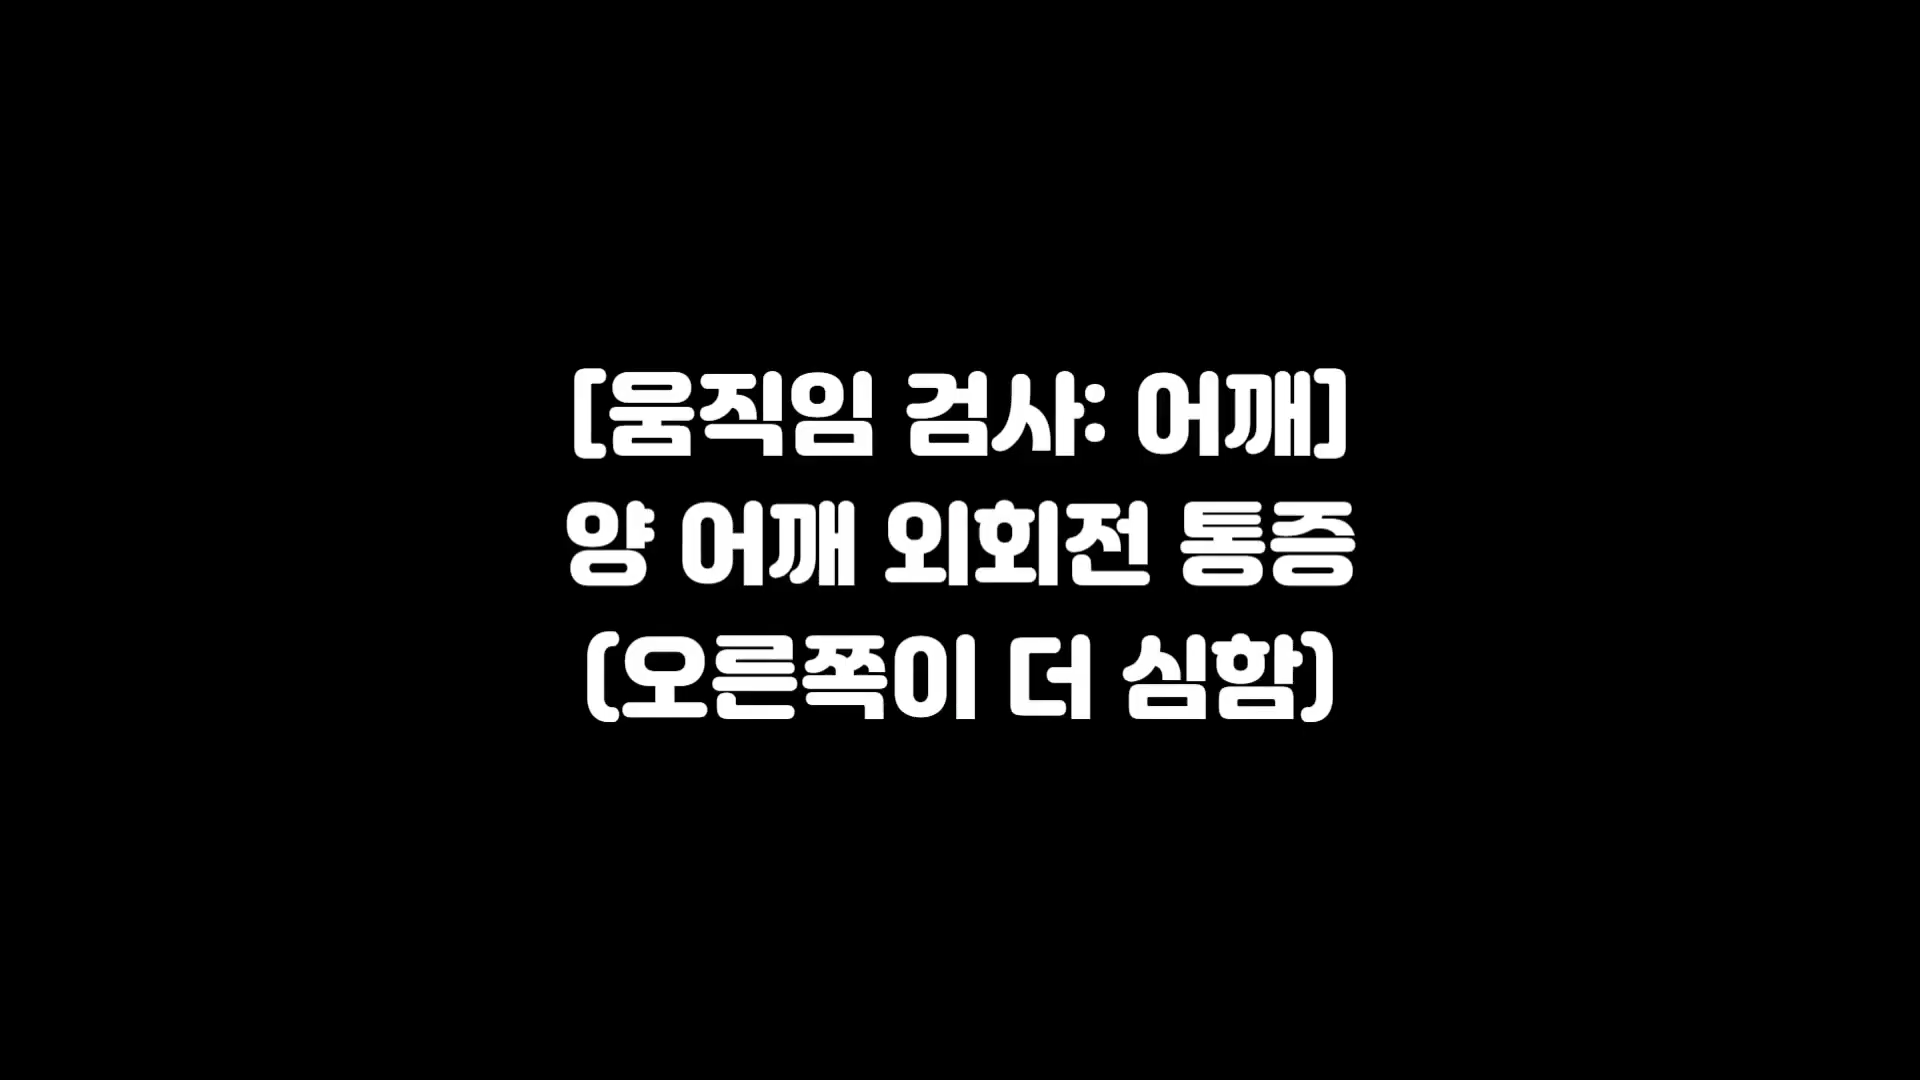 [움직임 검사: 어깨]
양 어깨 외회전 통증
(오른쪽이 더 심함)